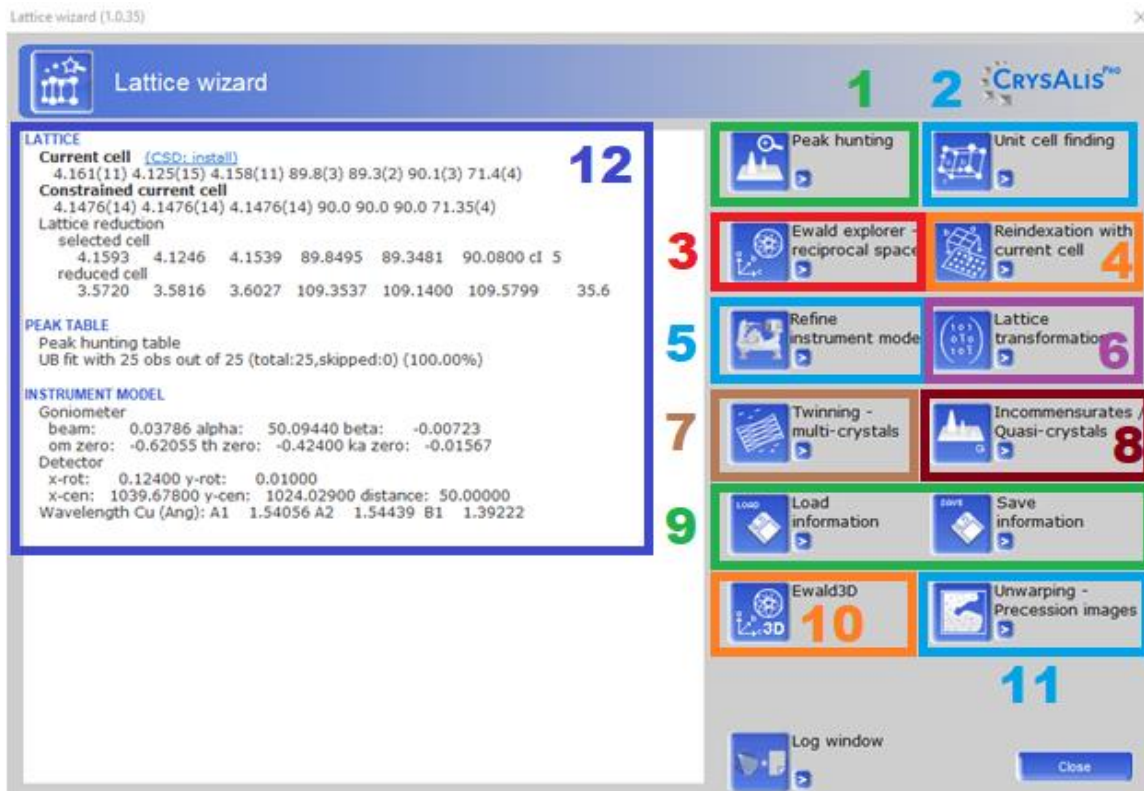 Lattice wizard (1.0.35)
Lattice wizard
1
2
CRYSALIS PRO
LATTICE
Current cell (CSD: install)
4.161(11) 4.125(15) 4.158(11) 89.8(3) 89.3(2) 90.1(3) 71.4(4)
Constrained current cell
4.1476(14) 4.1476(14) 4.1476(14) 90.0 90.0 90.0 71.35(4)
Lattice reduction
selected cell
4.1593 4.1246 4.1539 89.8495 89.3481 90.0800 cI 5
reduced cell
3.5720 3.5816 3.6027 109.3537 109.1400 109.5799 35.6
PEAK TABLE
Peak hunting table
UB fit with 25 obs out of 25 (total:25,skipped:0) (100.00%)
INSTRUMENT MODEL
Goniometer
beam: 0.03786 alpha: 50.09440 beta: -0.00723
om zero: -0.62055 th zero: -0.42400 ka zero: -0.01567
Detector
x-rot: 0.12400 y-rot: 0.01000
x-cen: 1039.67800 y-cen: 1024.02900 distance: 50.00000
Wavelength Cu (Ang): A1 1.54056 A2 1.54439 B1 1.39222
12
Peak hunting
Unit cell finding
3
Ewald explorer -
reciprocal space
Reindexation with
current cell
4
5
Refine
instrument mode
Lattice
transformation
6
7
Twinning -
multi-crystals
Incommensurates /
Quasi-crystals
8
9
LOAD
Load
information
SAVE
Save
information
3D
Ewald3D
10
Unwarping -
Precession images
11
Log window
Close